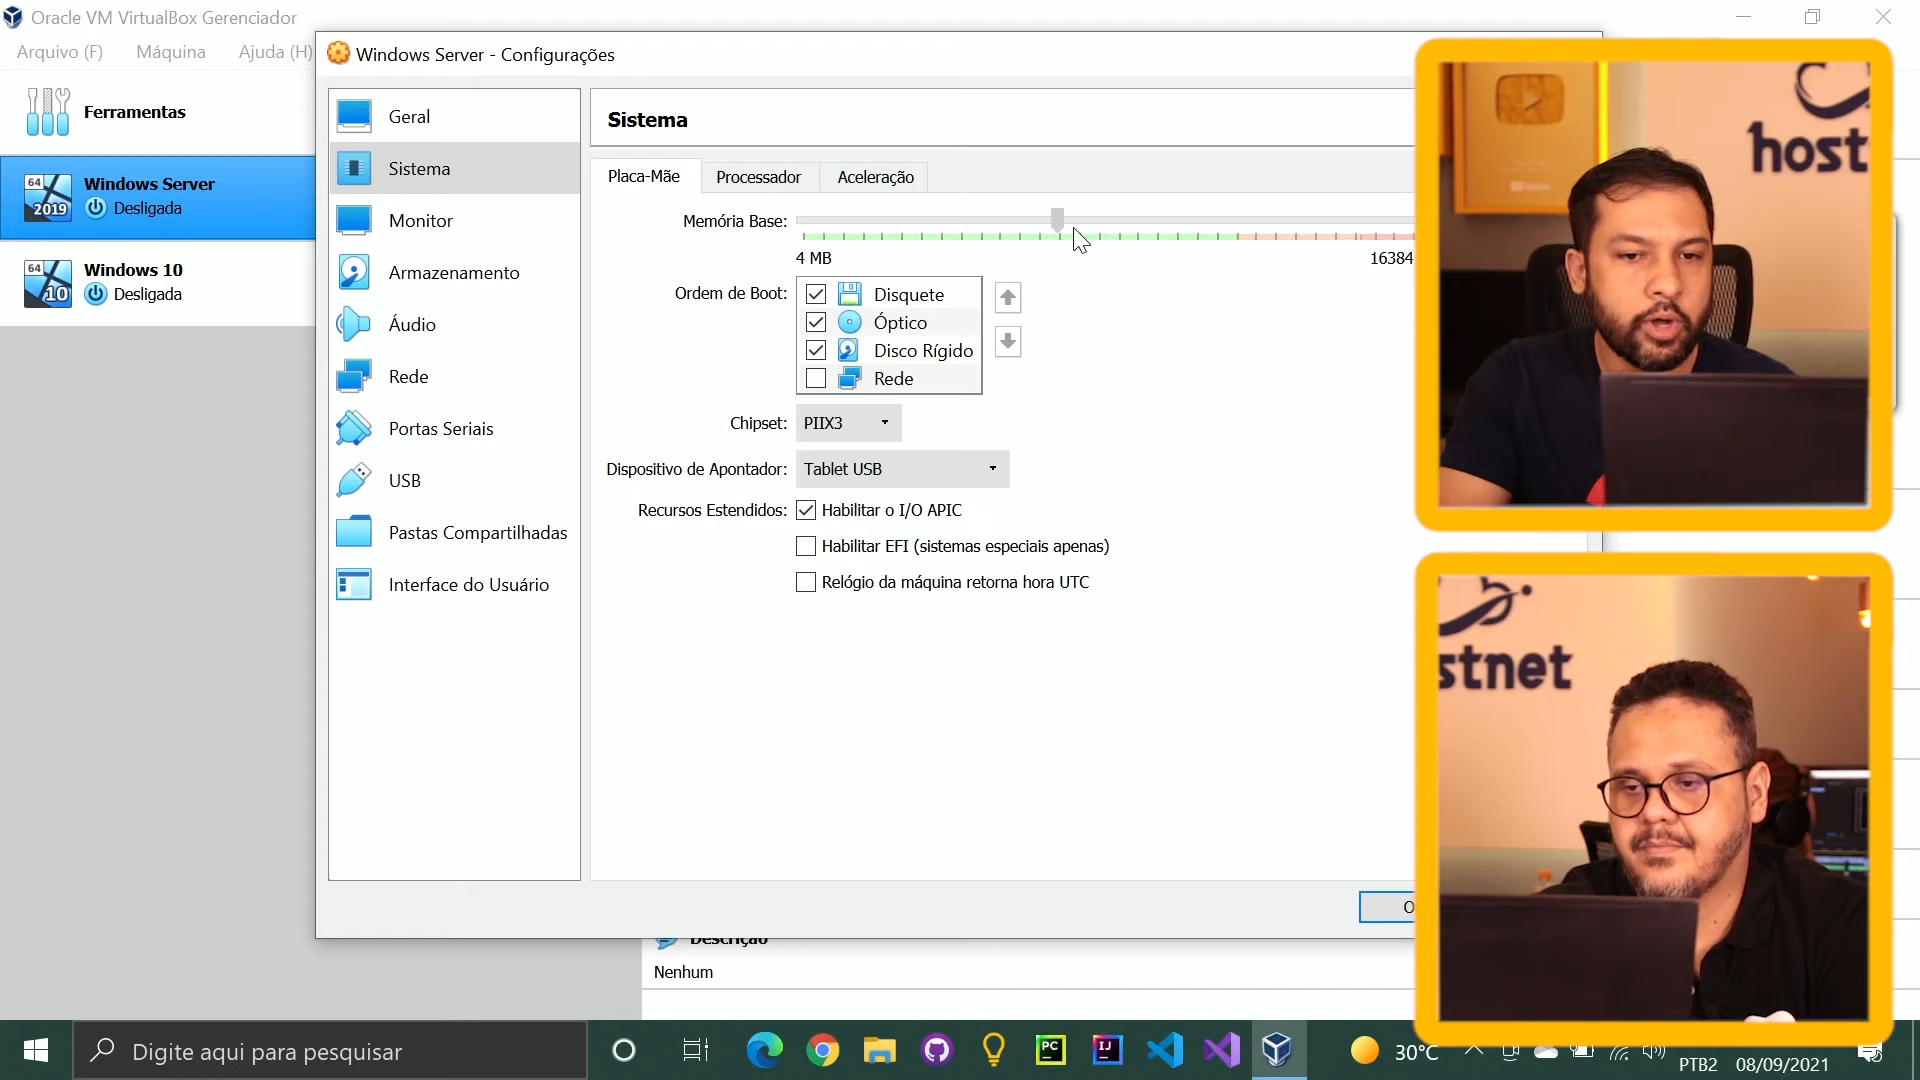 Oracle VM VirtualBox Gerenciador
Arquivo (F) Máquina Ajuda (H)
Ferramentas
64
2019
Windows Server
Desligada
64
10
Windows 10
Desligada
Windows Server - Configurações
Geral
Sistema
Monitor
Armazenamento
Áudio
Rede
Portas Seriais
USB
Pastas Compartilhadas
Interface do Usuário
Sistema
Placa-Mãe Processador Aceleração
Memória Base:
4 MB 16384
Ordem de Boot:
Disquete
Óptico
Disco Rígido
Rede
Chipset: PIIX3
Dispositivo de Apontador: Tablet USB
Recursos Estendidos: Habilitar o I/O APIC
Habilitar EFI (sistemas especiais apenas)
Relógio da máquina retorna hora UTC
O
Descrição
Nenhum
host
stnet
Digite aqui para pesquisar
PC
IJ
30°C
PTB2 08/09/2021